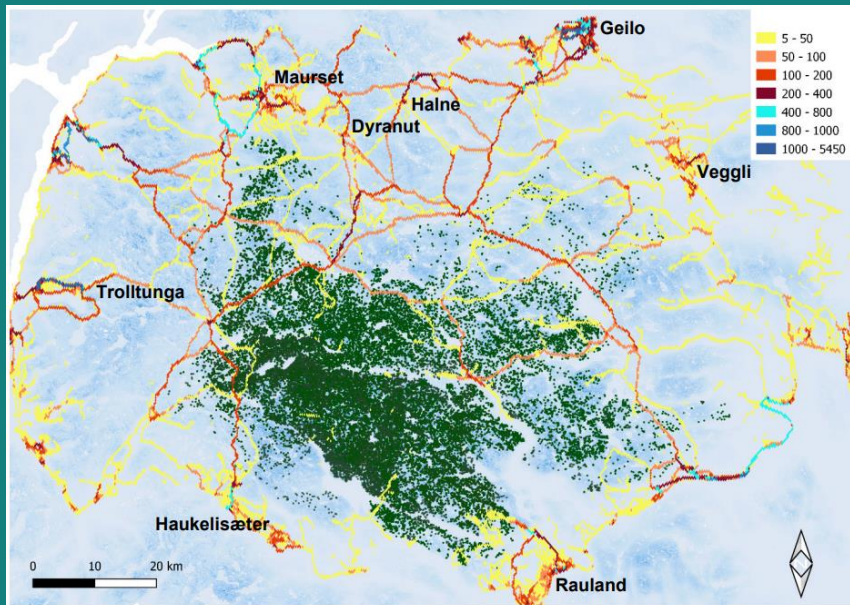 Geilo
5 - 50
50 - 100
100 - 200
200 - 400
400 - 800
800 - 1000
1000 - 5450
Maurset
Halne
Dyranut
Veggli
Trolltunga
Haukelisæter
Rauland
0 10 20 km
N